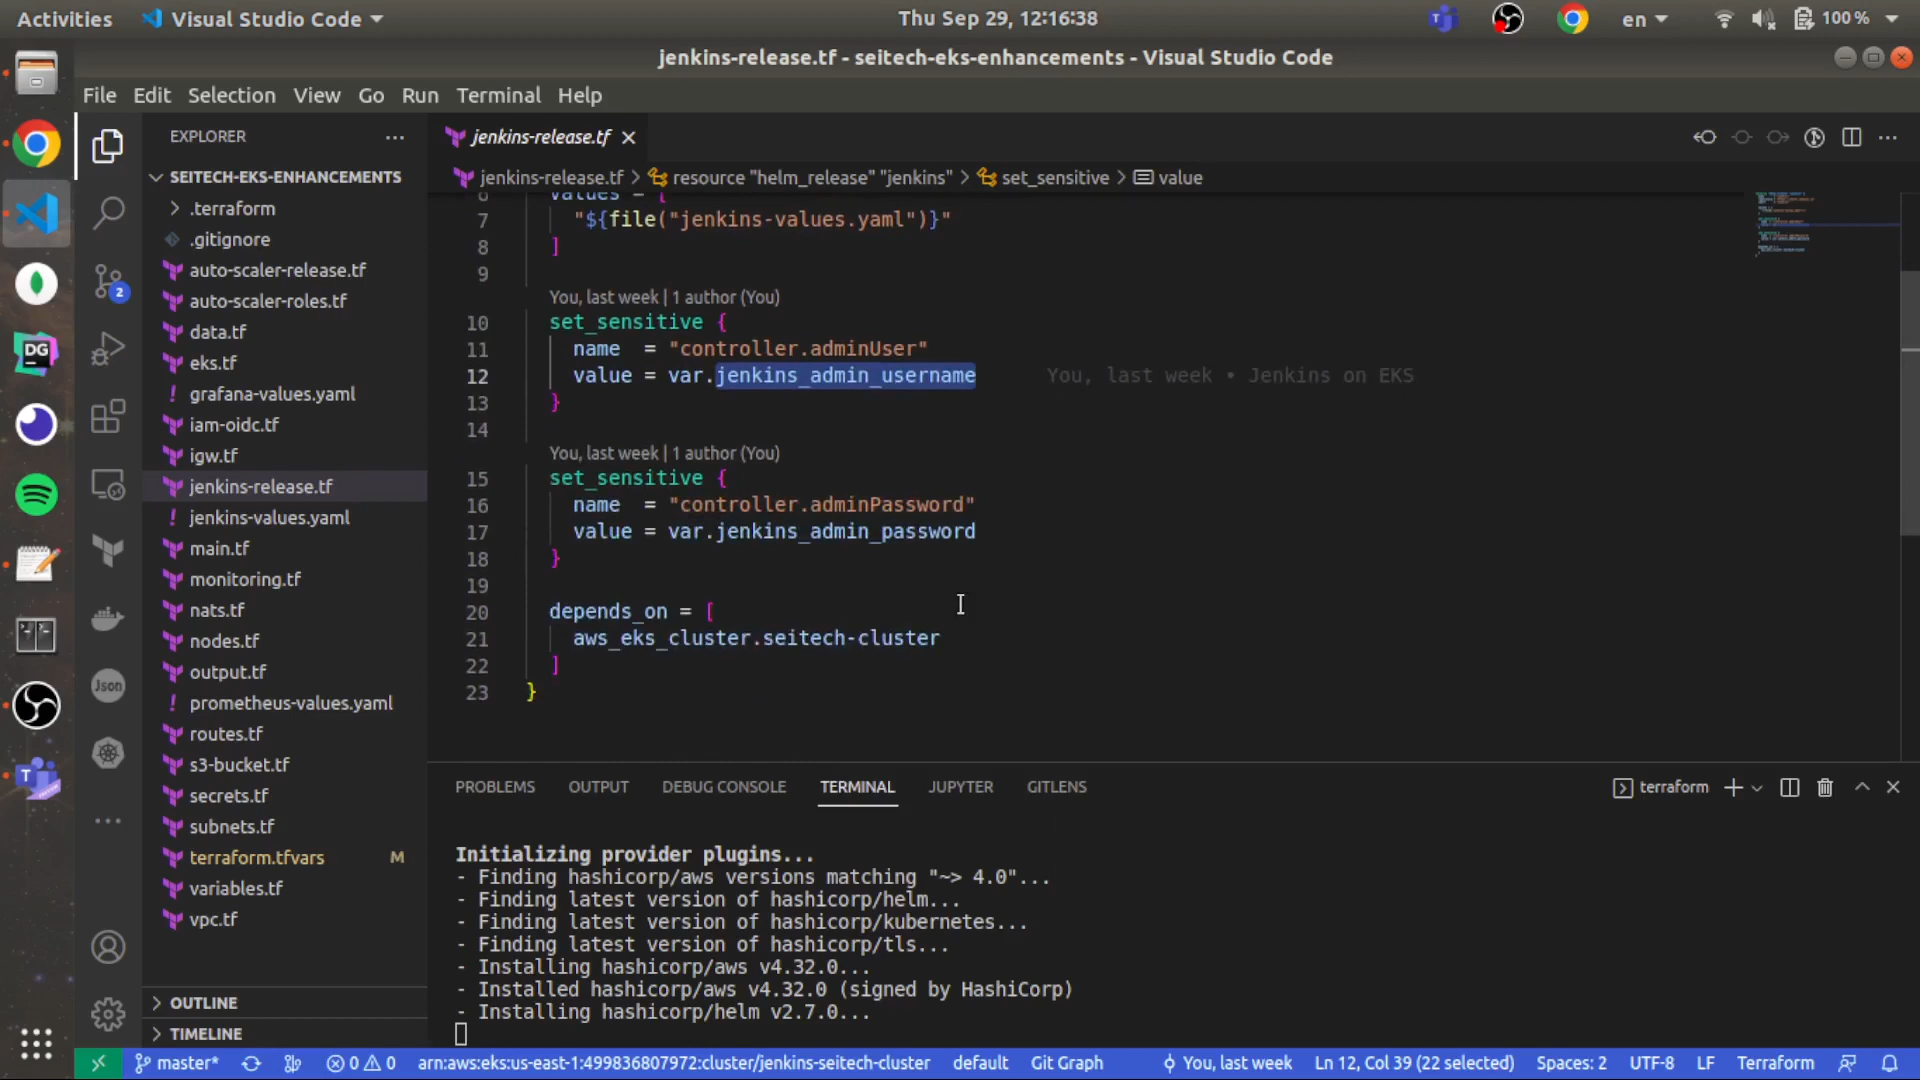 Activities
Visual Studio Code
Thu Sep 29, 12:16:38
en
100 %
jenkins-release.tf - seitech-eks-enhancements - Visual Studio Code
File Edit Selection View Go Run Terminal Help
EXPLORER
SEITECH-EKS-ENHANCEMENTS
.terraform
.gitignore
auto-scaler-release.tf
auto-scaler-roles.tf
data.tf
eks.tf
! grafana-values.yaml
iam-oidc.tf
igw.tf
jenkins-release.tf
! jenkins-values.yaml
main.tf
monitoring.tf
nats.tf
nodes.tf
output.tf
! prometheus-values.yaml
routes.tf
s3-bucket.tf
secrets.tf
subnets.tf
terraform.tfvars M
variables.tf
vpc.tf
OUTLINE
TIMELINE
2
DG
Json
T
jenkins-release.tf
jenkins-release.tf > resource "helm_release" "jenkins" > set_sensitive > value
6 values = [
7 "${file("jenkins-values.yaml")}"
8 ]
9
You, last week | 1 author (You)
10 set_sensitive {
11 name = "controller.adminUser"
12 value = var.jenkins_admin_username You, last week • Jenkins on EKS
13 }
14
You, last week | 1 author (You)
15 set_sensitive {
16 name = "controller.adminPassword"
17 value = var.jenkins_admin_password
18 }
19
20 depends_on = [
21 aws_eks_cluster.seitech-cluster
22 ]
23 }
PROBLEMS OUTPUT DEBUG CONSOLE TERMINAL JUPYTER GITLENS
terraform
Initializing provider plugins...
- Finding hashicorp/aws versions matching "~> 4.0"...
- Finding latest version of hashicorp/helm...
- Finding latest version of hashicorp/kubernetes...
- Finding latest version of hashicorp/tls...
- Installing hashicorp/aws v4.32.0...
- Installed hashicorp/aws v4.32.0 (signed by HashiCorp)
- Installing hashicorp/helm v2.7.0...
master* 0 0 arn:aws:eks:us-east-1:499836807972:cluster/jenkins-seitech-cluster default Git Graph You, last week Ln 12, Col 39 (22 selected) Spaces: 2 UTF-8 LF Terraform